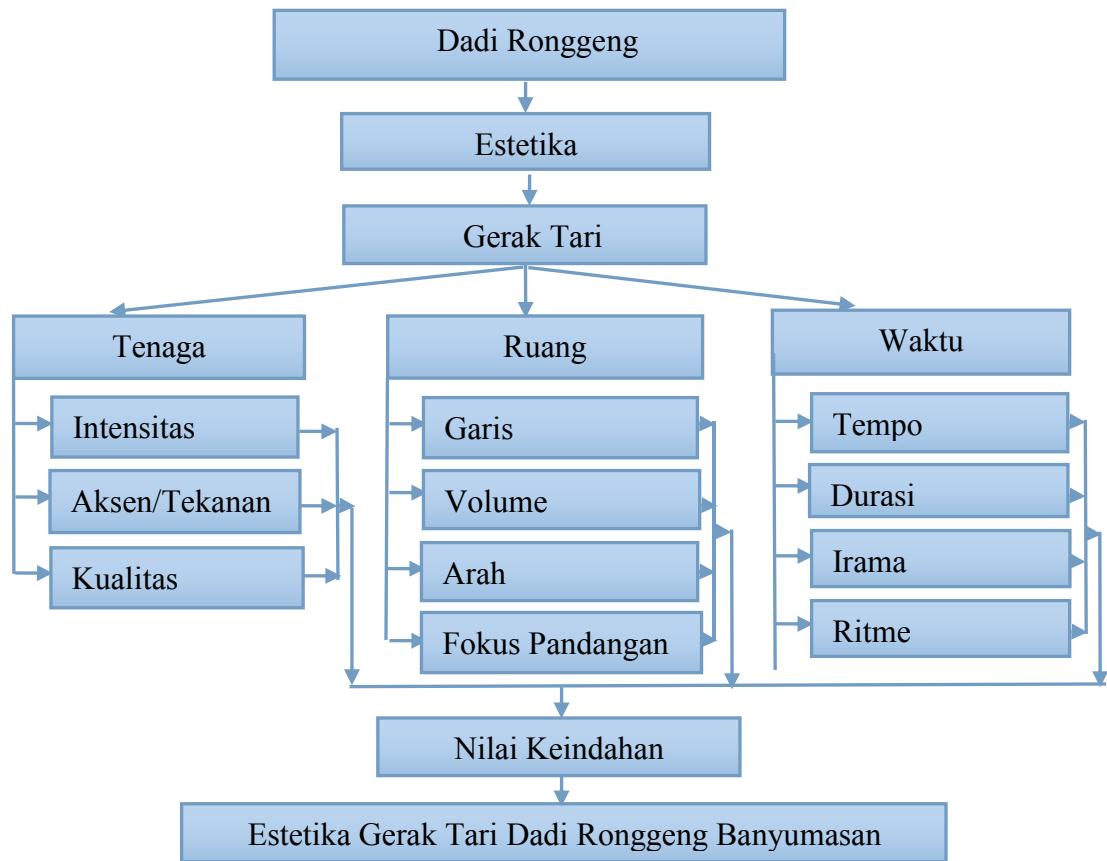 Dadi Ronggeng
Estetika
Gerak Tari
Tenaga
Intensitas
Aksen/Tekanan
Kualitas
Ruang
Garis
Volume
Arah
Fokus Pandangan
Waktu
Tempo
Durasi
Irama
Ritme
Nilai Keindahan
Estetika Gerak Tari Dadi Ronggeng Banyumasan